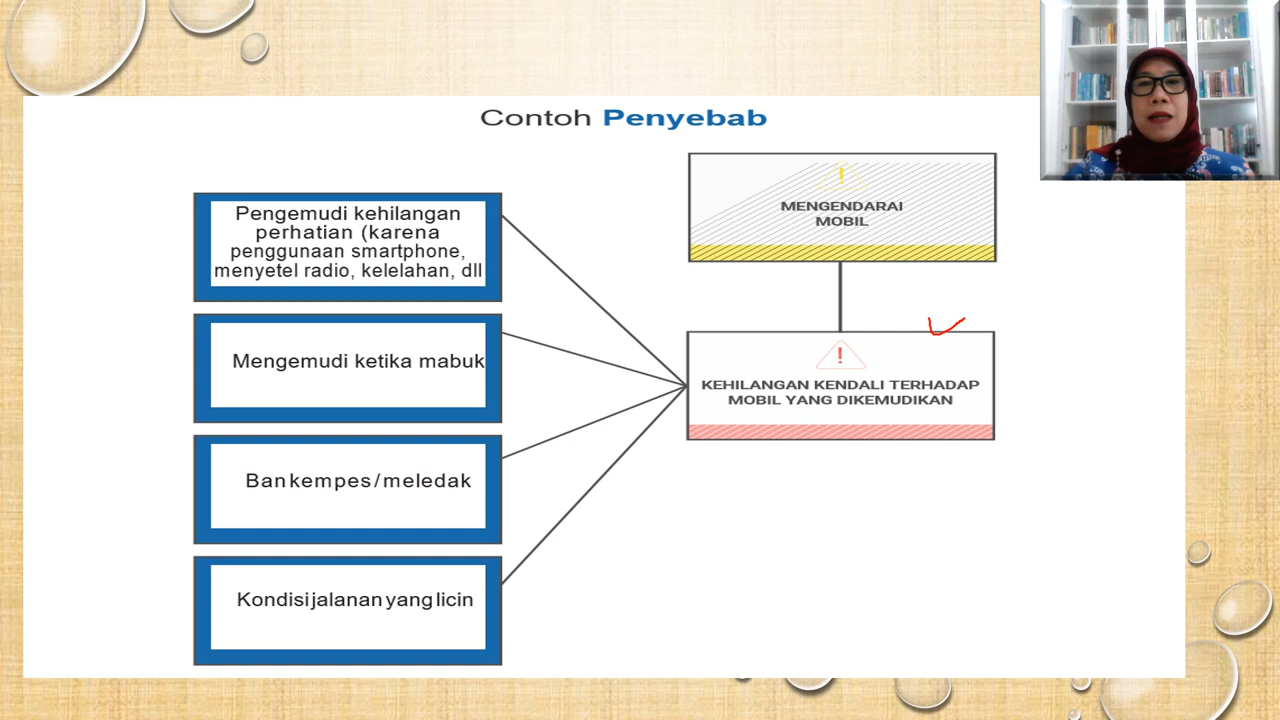 Contoh Penyebab
Pengemudi kehilangan
perhatian (karena
penggunaan smartphone,
menyetel radio, kelelahan, dll
Mengemudi ketika mabuk
Ban kempes/meledak
Kondisi jalanan yang licin
!
MENGENDARAI
MOBIL
!
KEHILANGAN KENDALI TERHADAP
MOBIL YANG DIKEMUDIKAN